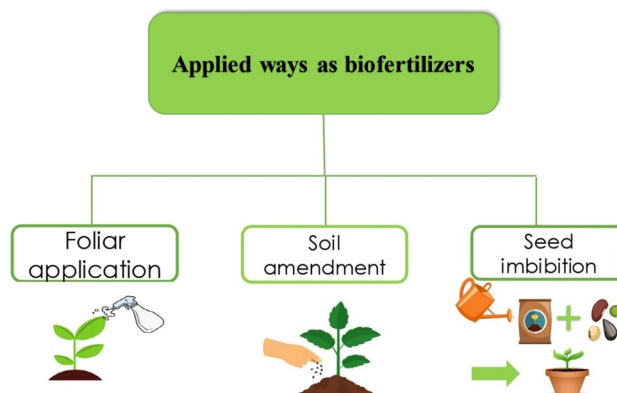 Applied ways as biofertilizers
Foliar
application
Soil
amendment
Seed
imbibition